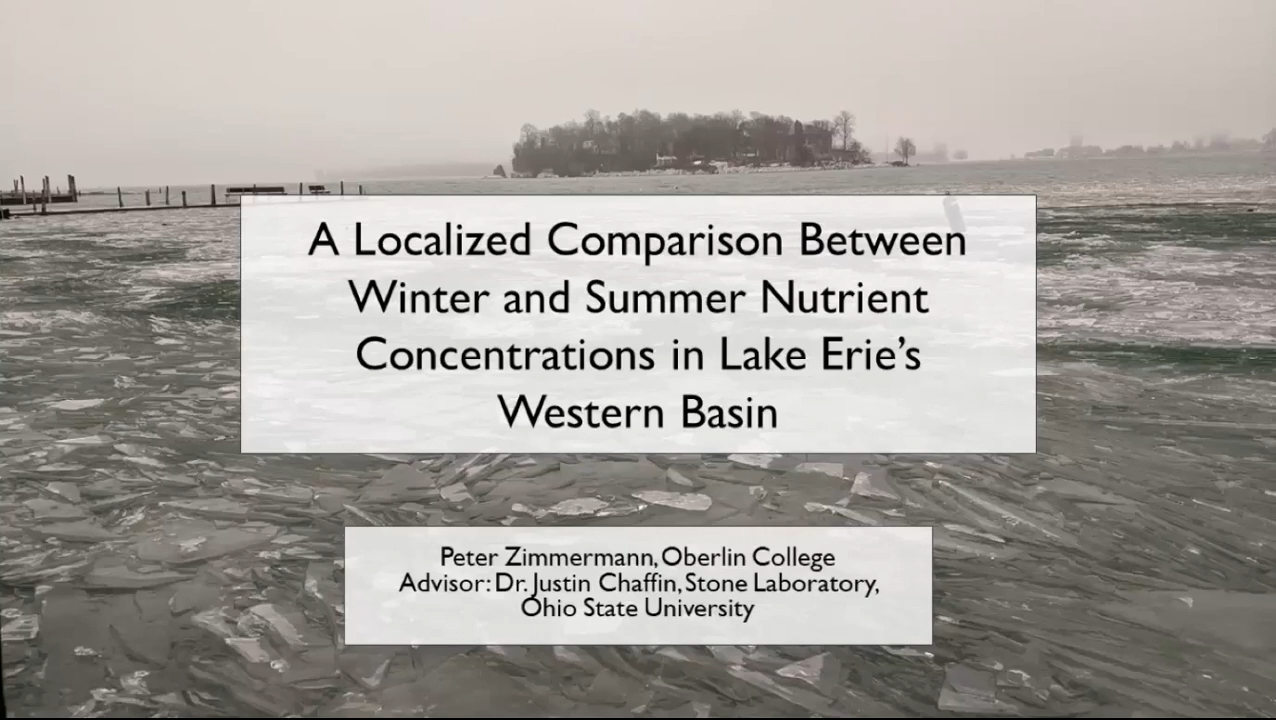 A Localized Comparison Between
Winter and Summer Nutrient
Concentrations in Lake Erie’s
Western Basin
Peter Zimmermann, Oberlin College
Advisor: Dr. Justin Chaffin, Stone Laboratory,
Ohio State University